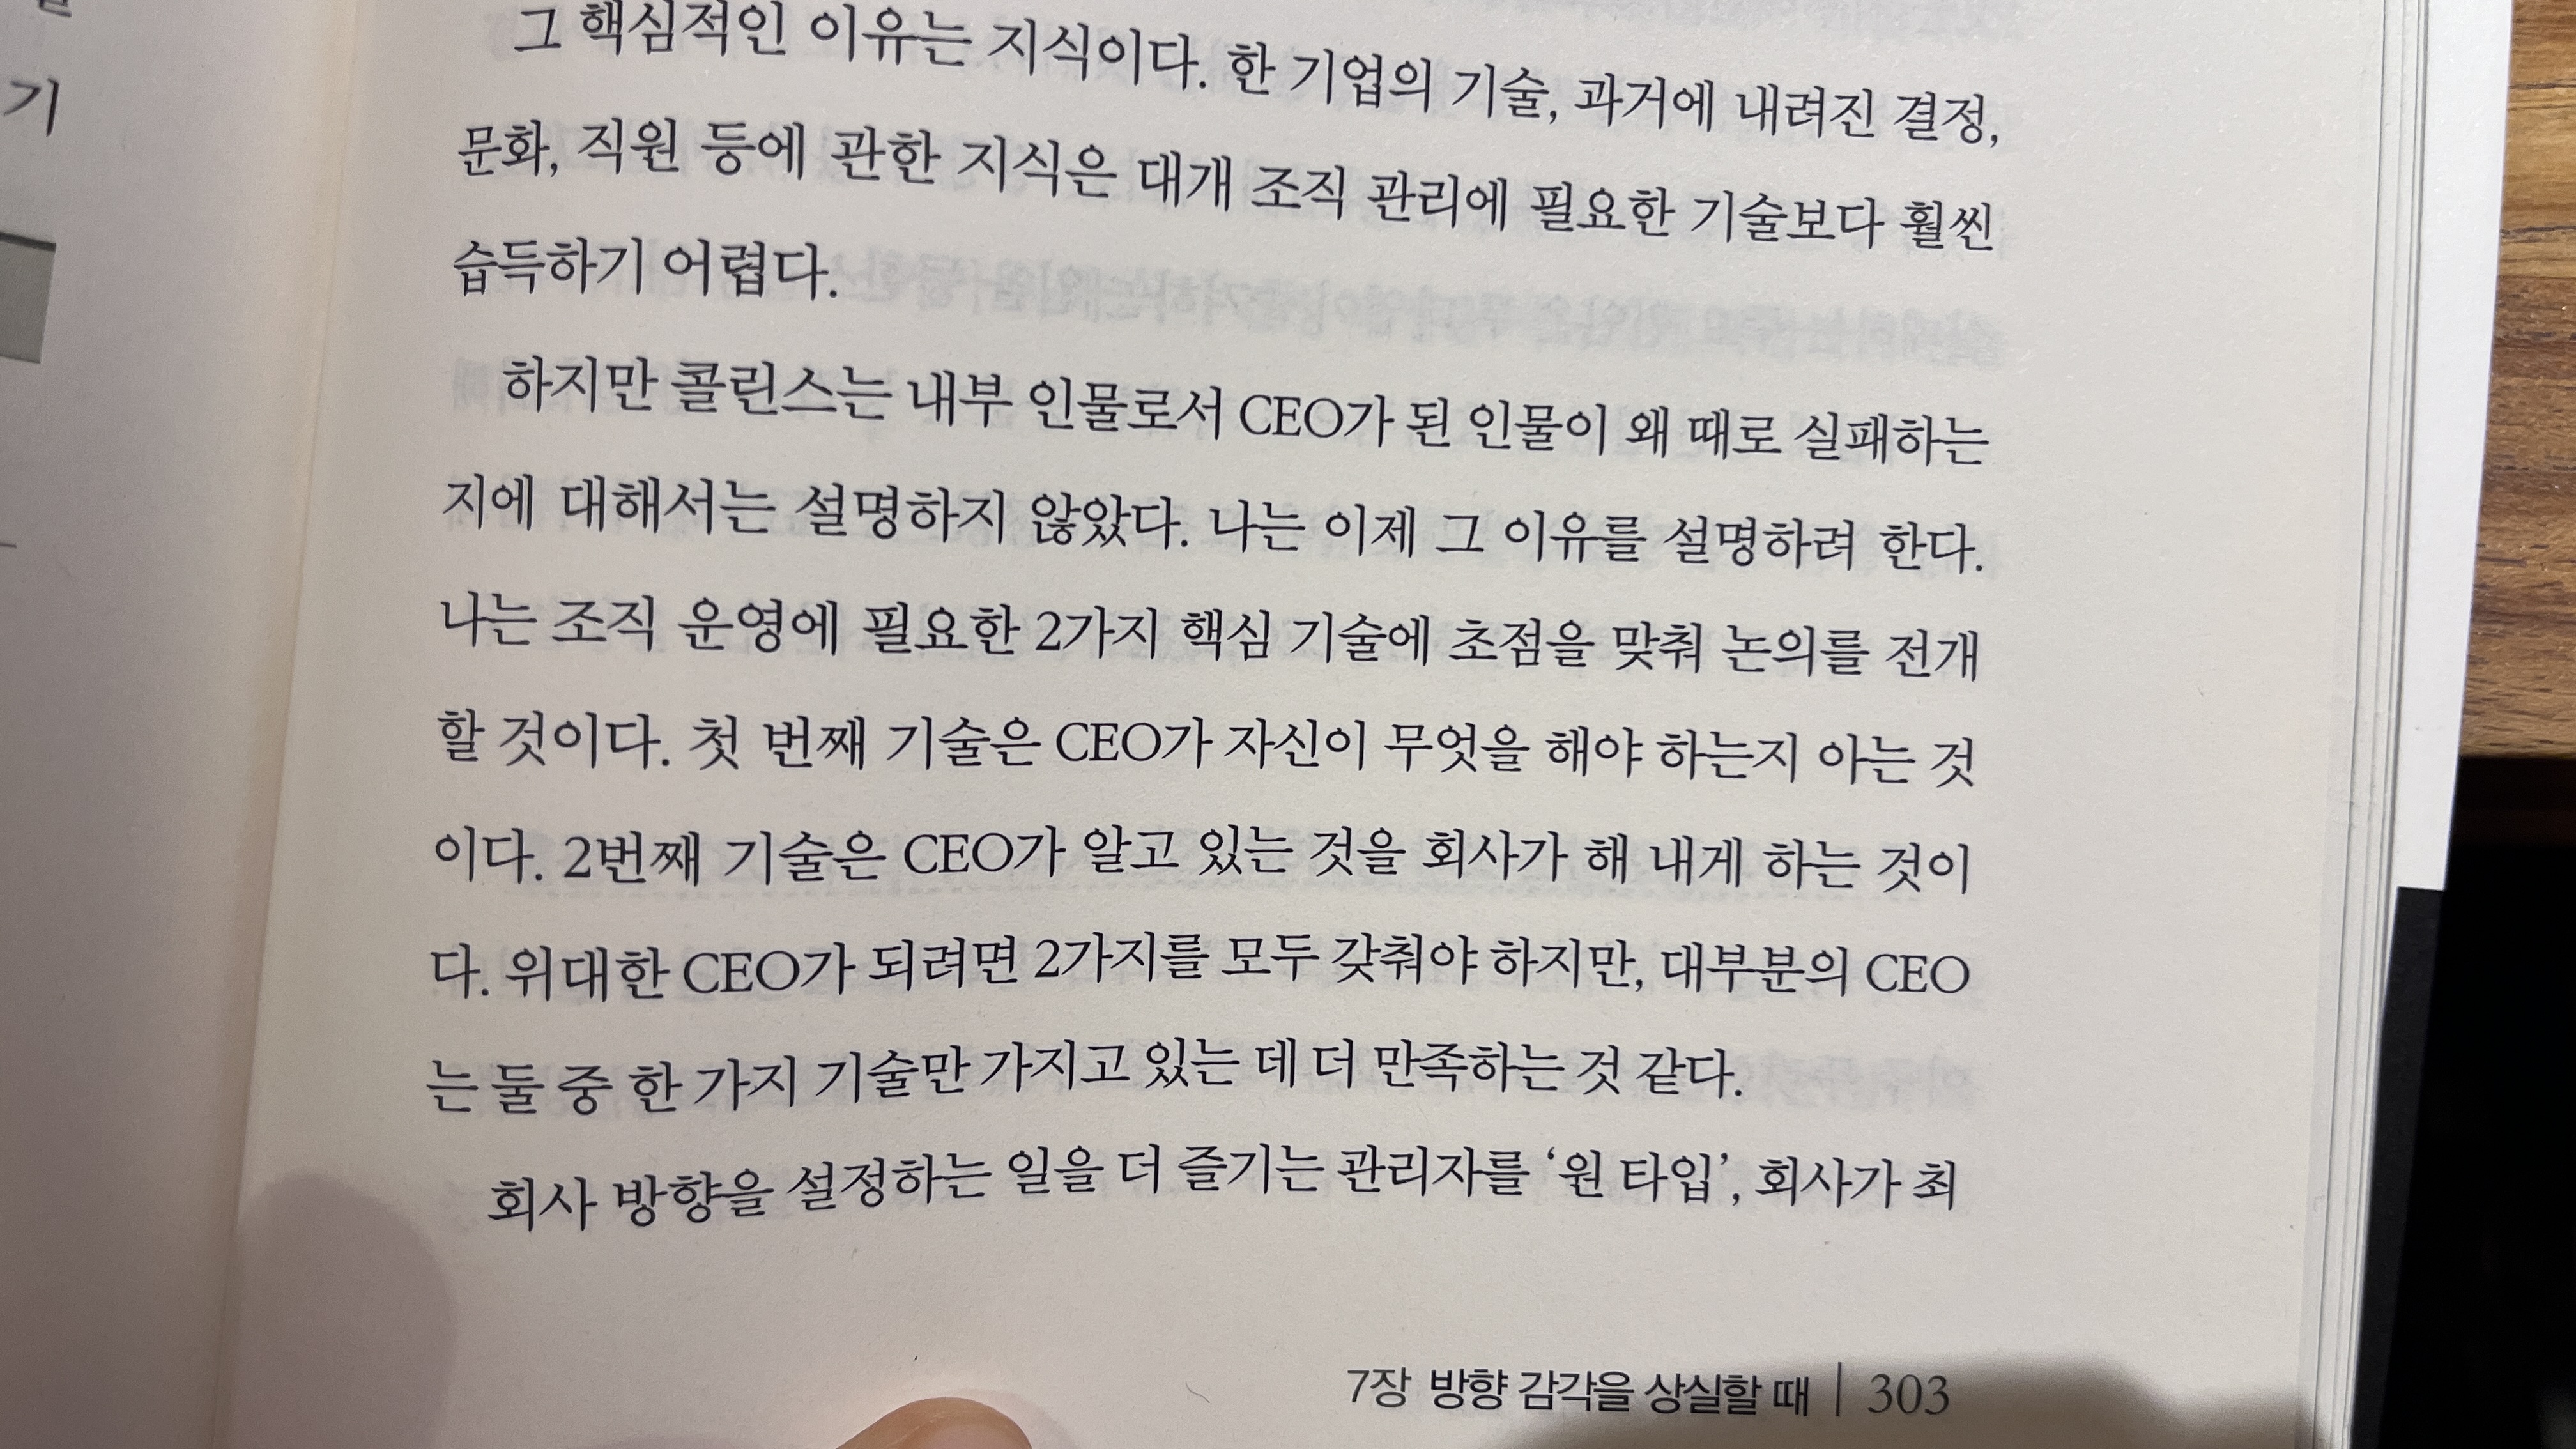 기
그 핵심적인 이유는 지식이다. 한 기업의 기술, 과거에 내려진 결정,
문화, 직원 등에 관한 지식은 대개 조직 관리에 필요한 기술보다 훨씬
습득하기 어렵다.
하지만 콜린스는 내부 인물로서 CEO가 된 인물이 왜 때로 실패하는
지에 대해서는 설명하지 않았다. 나는 이제 그 이유를 설명하려 한다.
나는 조직 운영에 필요한 2가지 핵심 기술에 초점을 맞춰 논의를 전개
할 것이다. 첫 번째 기술은 CEO가 자신이 무엇을 해야 하는지 아는 것
이다. 2번째 기술은 CEO가 알고 있는 것을 회사가 해 내게 하는 것이
다. 위대한 CEO가 되려면 2가지를 모두 갖춰야 하지만, 대부분의 CEO
는 둘 중 한 가지 기술만 가지고 있는 데 더 만족하는 것 같다.
회사 방향을 설정하는 일을 더 즐기는 관리자를 ‘원 타입’, 회사가 최
7장 방향 감각을 상실할 때 | 303